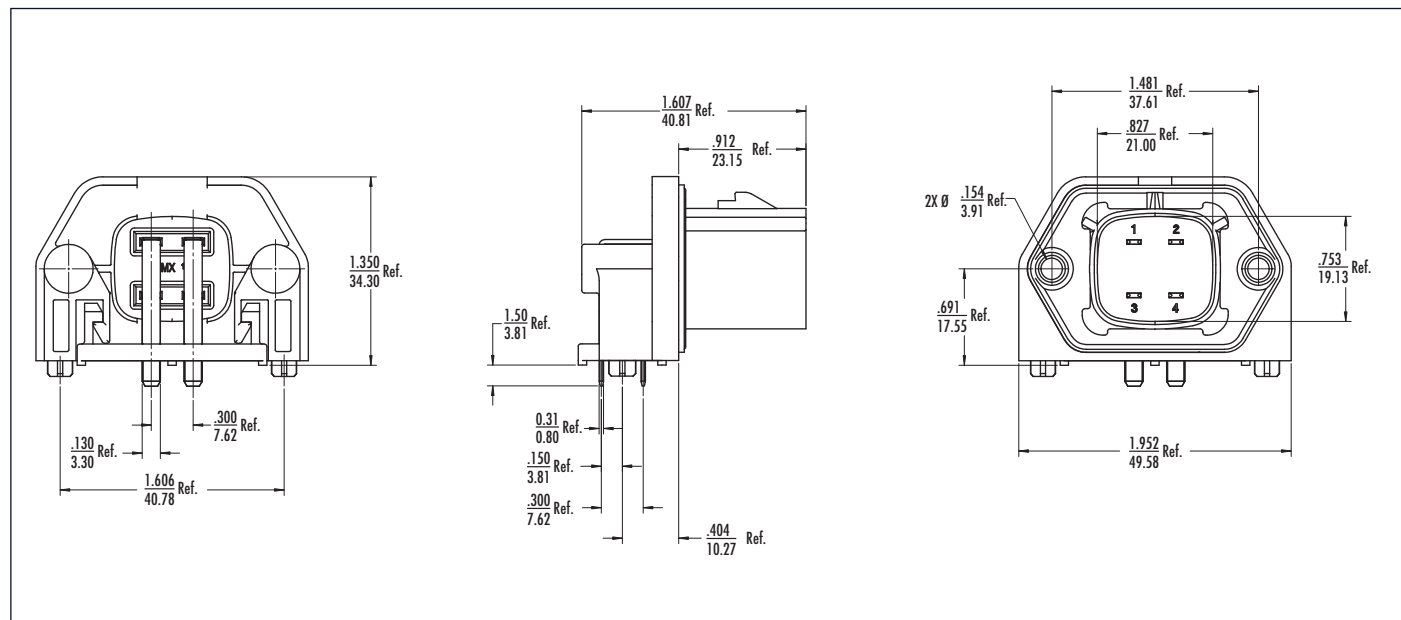 MX 1
1.350 Ref.
34.30
.300 Ref.
7.62
.130 Ref.
3.30
1.606 Ref.
40.78
1.607 Ref.
40.81
.912 Ref.
23.15
1.50 Ref.
3.81
0.31 Ref.
0.80
.150 Ref.
3.81
.300 Ref.
7.62
.404 Ref.
10.27
1.481 Ref.
37.61
.827 Ref.
21.00
2X Ø .154 Ref.
3.91
1 2
3 4
.753 Ref.
19.13
.691 Ref.
17.55
1.952 Ref.
49.58